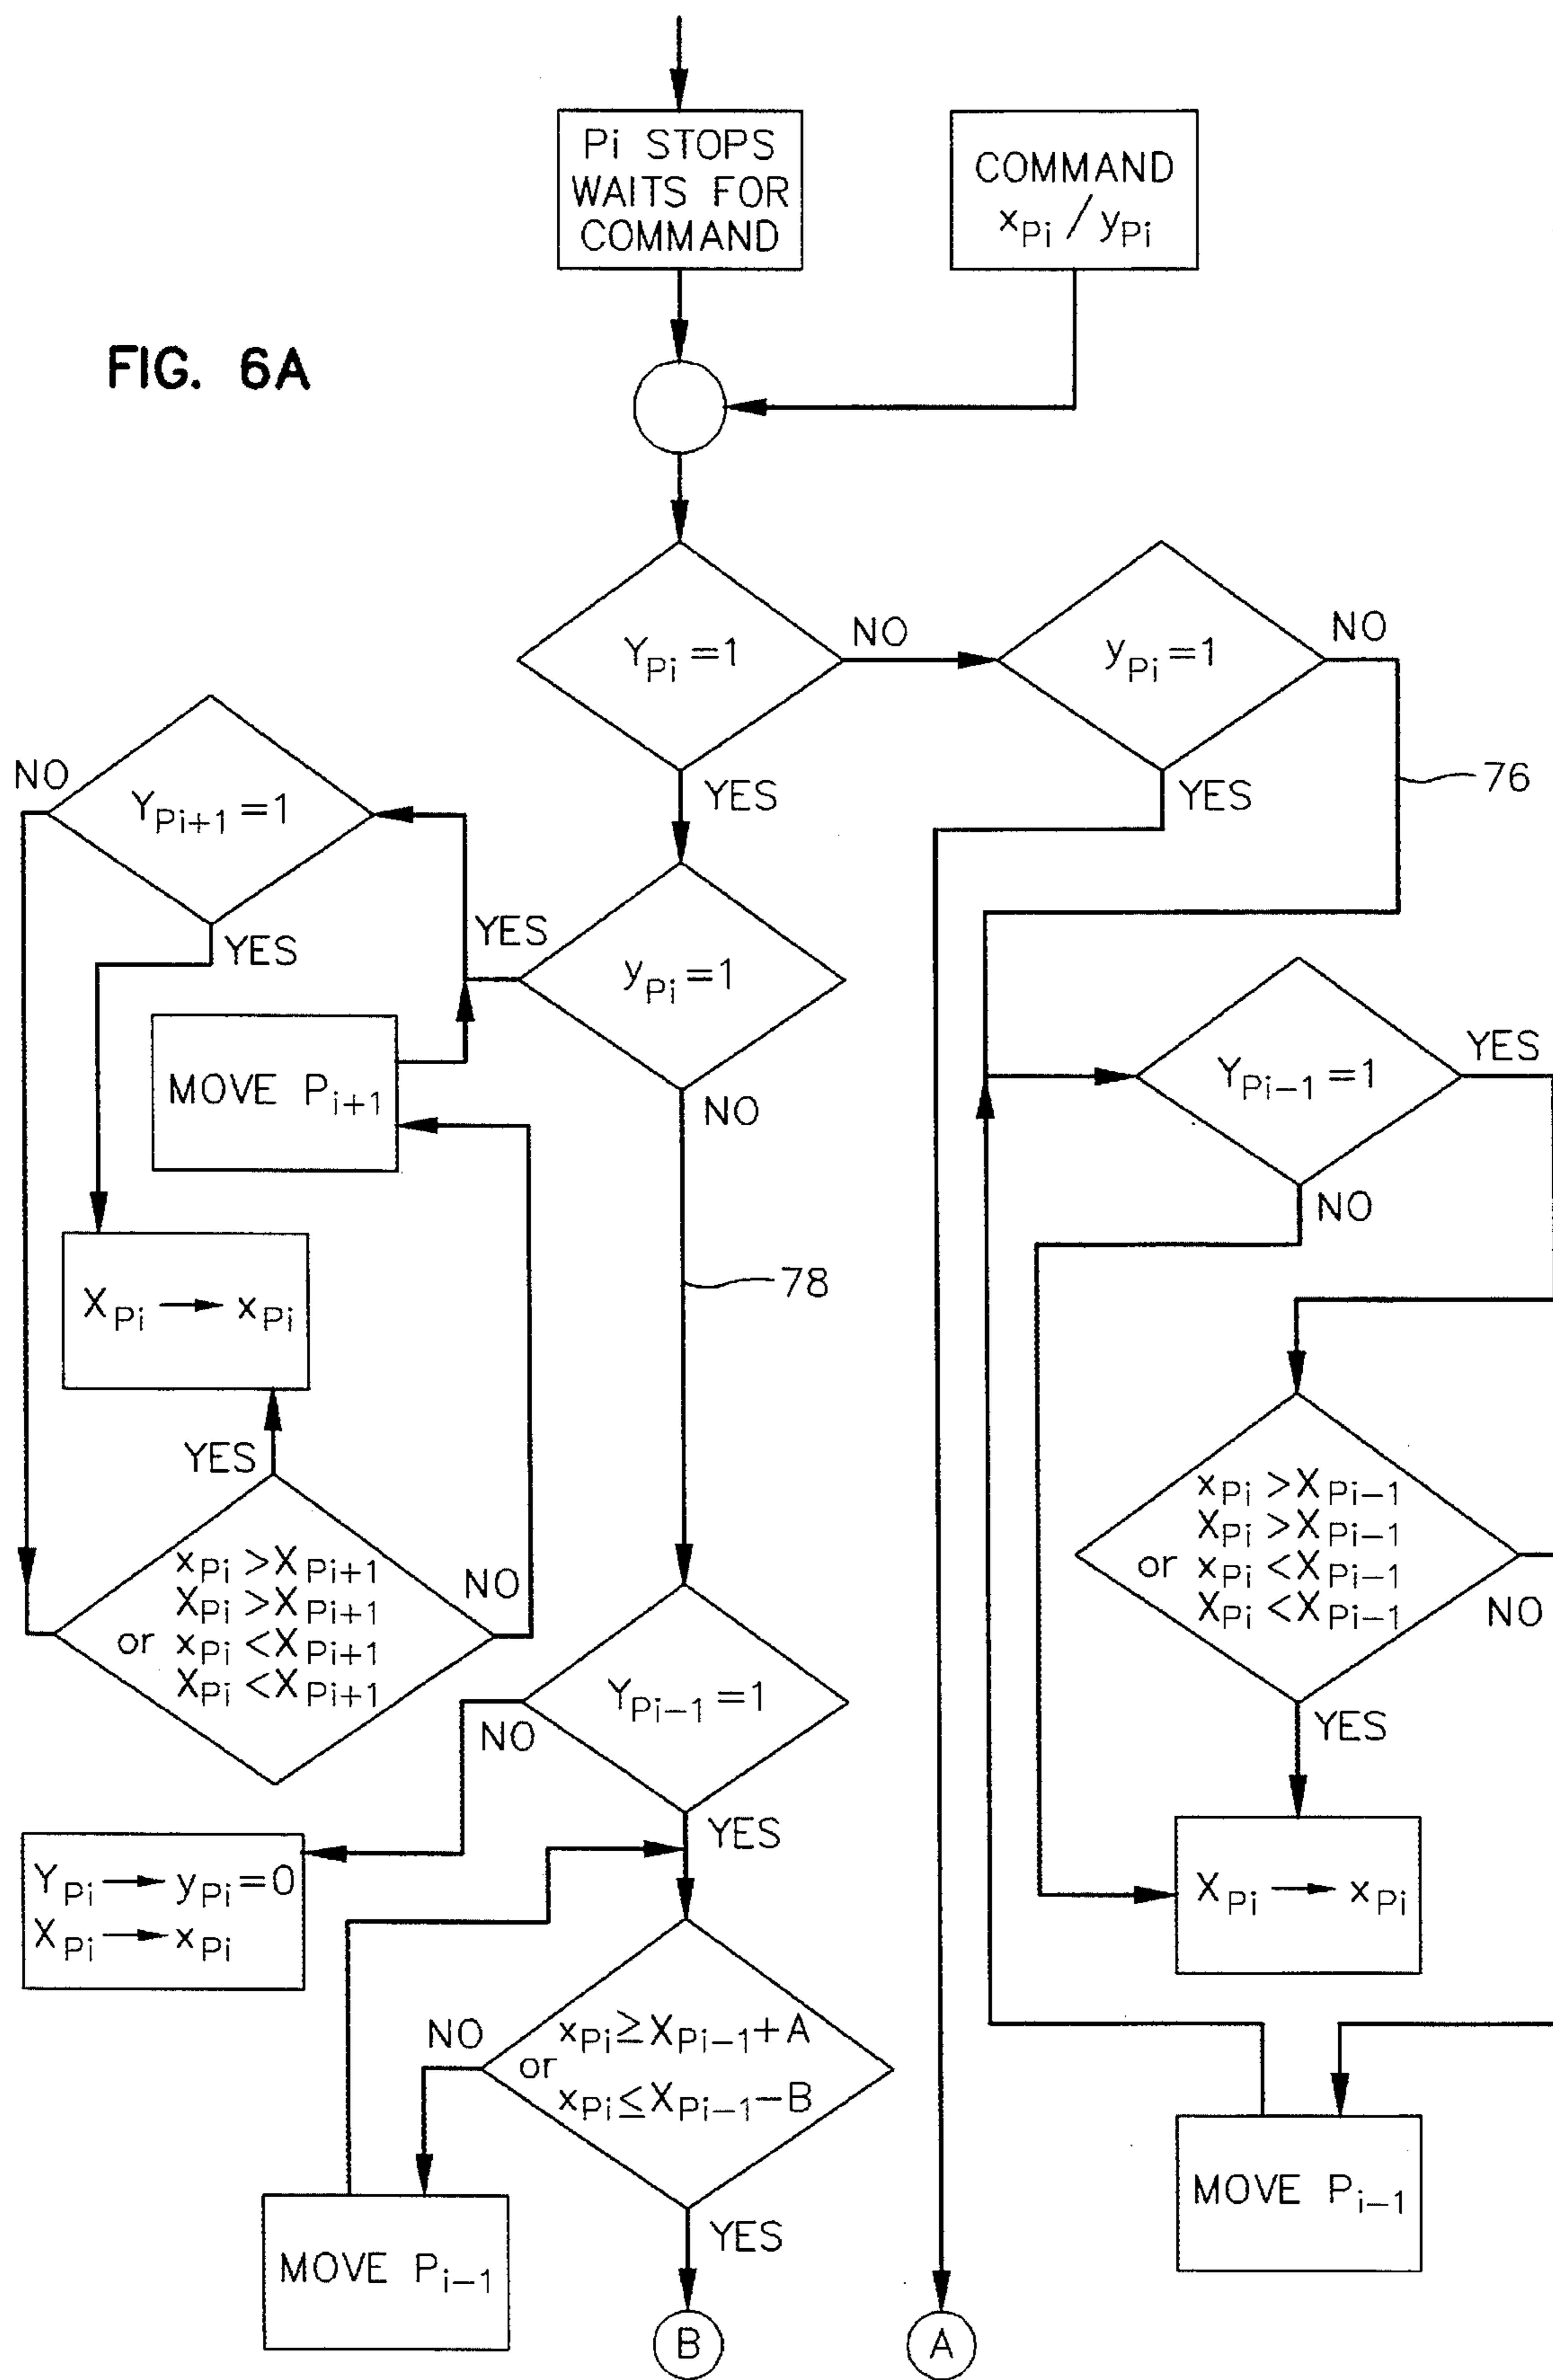 Pi STOPS
WAITS FOR
COMMAND
COMMAND
xPi / yPi
FIG. 6A
YPi = 1
NO
yPi = 1
NO
YES
YES
76
NO
YPi+1 = 1
YES
YES
yPi = 1
NO
MOVE Pi+1
YPi-1 = 1
YES
NO
XPi → xPi
78
YES
xPi > XPi+1
XPi > XPi+1
or xPi < XPi+1
XPi < XPi+1
NO
xPi > XPi-1
XPi > XPi-1
or xPi < XPi-1
XPi < XPi-1
NO
YES
YPi-1 = 1
NO
YES
YPi → yPi = 0
XPi → xPi
XPi → xPi
NO
xPi ≥ XPi-1 + A
or
xPi ≤ XPi-1 – B
YES
MOVE Pi-1
MOVE Pi-1
B
A